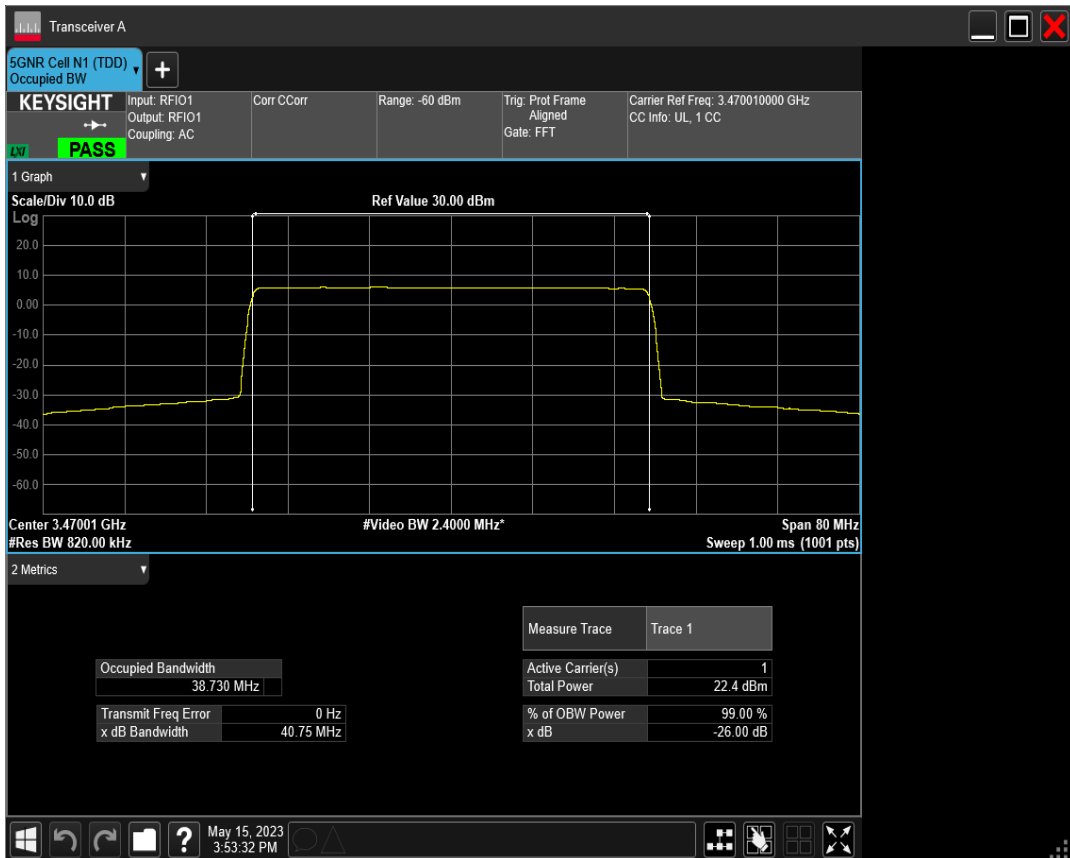 Transceiver A
5GNR Cell N1 (TDD)
Occupied BW
KEYSIGHT
LXI
PASS
Input: RFIO1
Output: RFIO1
Coupling: AC
Corr CCorr
Range: -60 dBm
Trig: Prot Frame
Aligned
Gate: FFT
Carrier Ref Freq: 3.470010000 GHz
CC Info: UL, 1 CC
1 Graph
Scale/Div 10.0 dB
Ref Value 30.00 dBm
Log
20.0
10.0
0.00
-10.0
-20.0
-30.0
-40.0
-50.0
-60.0
Center 3.47001 GHz
#Video BW 2.4000 MHz*
Span 80 MHz
#Res BW 820.00 kHz
Sweep 1.00 ms (1001 pts)
2 Metrics
Measure Trace Trace 1
Occupied Bandwidth
38.730 MHz
Active Carrier(s) 1
Total Power 22.4 dBm
Transmit Freq Error 0 Hz
x dB Bandwidth 40.75 MHz
% of OBW Power 99.00 %
x dB -26.00 dB
?
May 15, 2023
3:53:32 PM